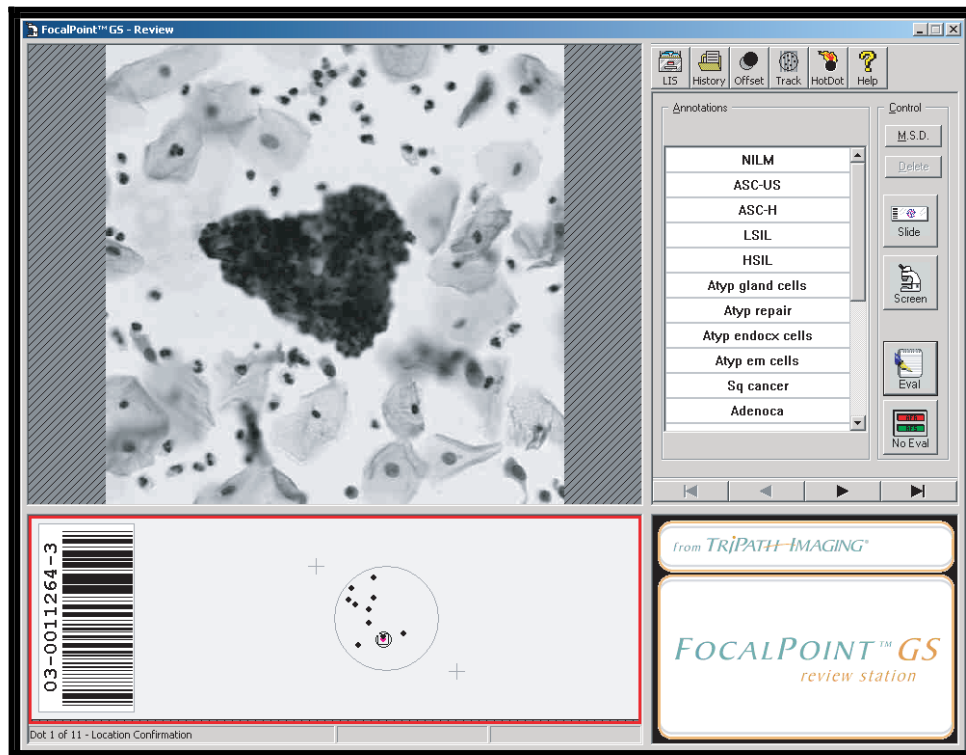 FocalPoint™GS - Review
LIS History Offset Track HotDot Help
Annotations
NILM
ASC-US
ASC-H
LSIL
HSIL
Atyp gland cells
Atyp repair
Atyp endocx cells
Atyp em cells
Sq cancer
Adenoca
Control
M.S.D.
Delete
Slide
Screen
Eval
No Eval
03-0011264-3
Dot 1 of 11 - Location Confirmation
from TRIPATH IMAGING®
FOCALPOINT™ GS
review station